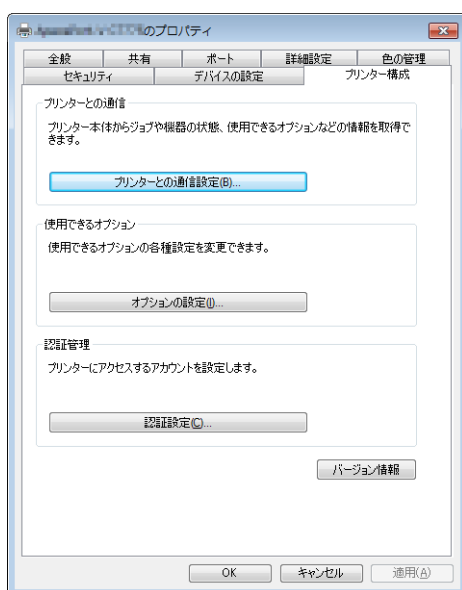 のプロパティ
全般 共有 ポート 詳細設定 色の管理
セキュリティ デバイスの設定 プリンター構成
プリンターとの通信
プリンター本体からジョブや機器の状態、使用できるオプションなどの情報を取得で
きます。
プリンターとの通信設定(B)...
使用できるオプション
使用できるオプションの各種設定を変更できます。
オプションの設定(I)...
認証管理
プリンターにアクセスするアカウントを設定します。
認証設定(C)...
バージョン情報
OK キャンセル 適用(A)